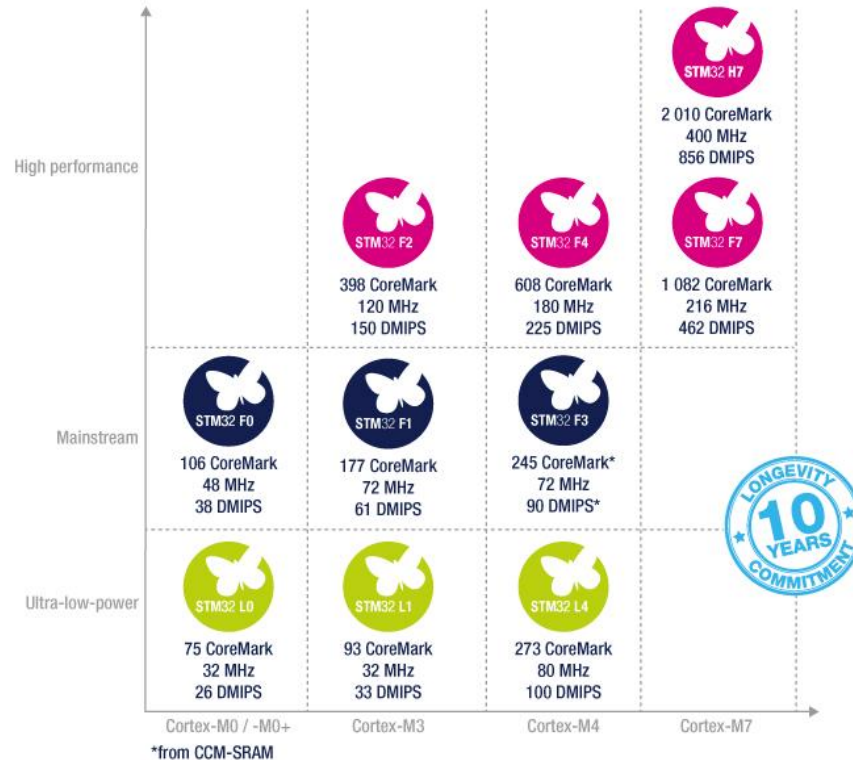 STM32 H7
2 010 CoreMark
400 MHz
856 DMIPS
High performance
STM32 F2
398 CoreMark
120 MHz
150 DMIPS
STM32 F4
608 CoreMark
180 MHz
225 DMIPS
STM32 F7
1 082 CoreMark
216 MHz
462 DMIPS
Mainstream
STM32 F0
106 CoreMark
48 MHz
38 DMIPS
STM32 F1
177 CoreMark
72 MHz
61 DMIPS
STM32 F3
245 CoreMark*
72 MHz
90 DMIPS*
LONGEVITY
10
YEARS
COMMITMENT
Ultra-low-power
STM32 L0
75 CoreMark
32 MHz
26 DMIPS
STM32 L1
93 CoreMark
32 MHz
33 DMIPS
STM32 L4
273 CoreMark
80 MHz
100 DMIPS
Cortex-M0 / -M0+
Cortex-M3
Cortex-M4
Cortex-M7
*from CCM-SRAM